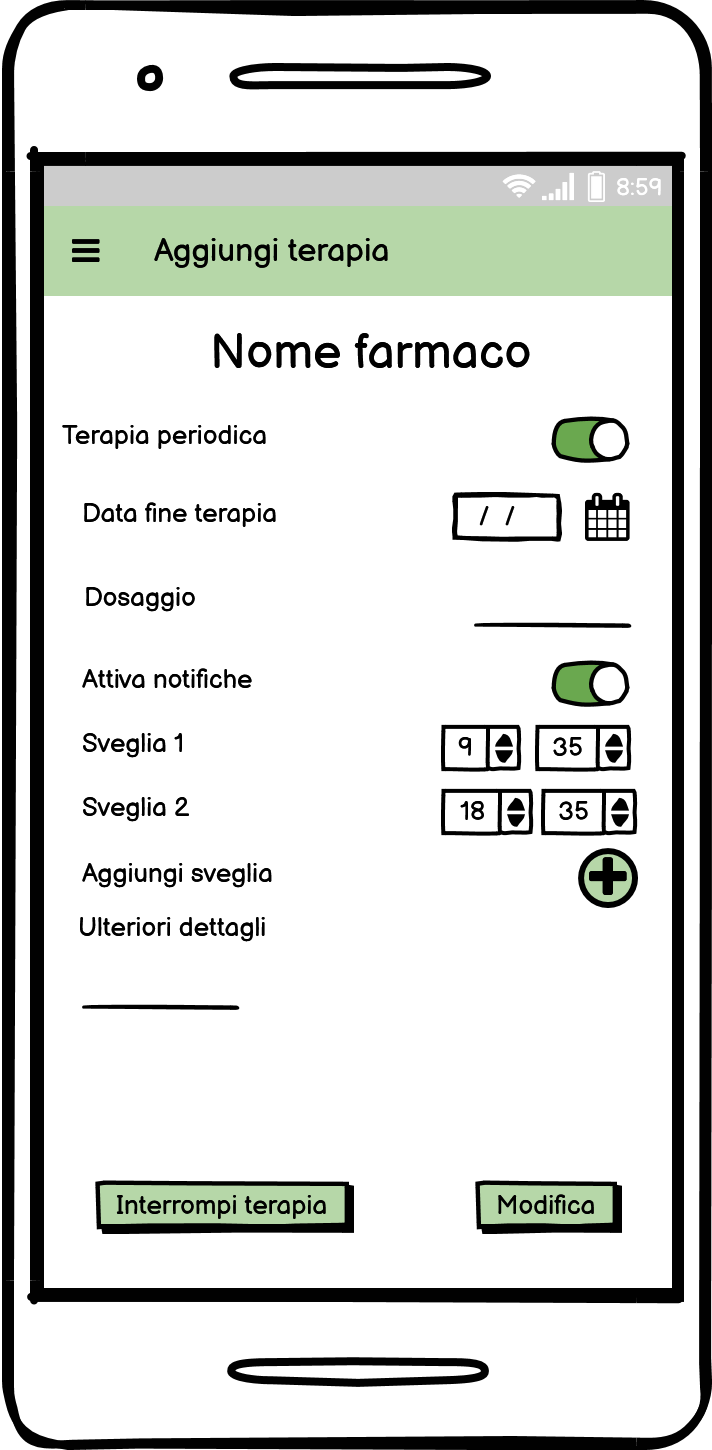 8:59
Aggiungi terapia
Nome farmaco
Terapia periodica
Data fine terapia / /
Dosaggio
Attiva notifiche
Sveglia 1 9 35
Sveglia 2 18 35
Aggiungi sveglia
Ulteriori dettagli
Interrompi terapia Modifica